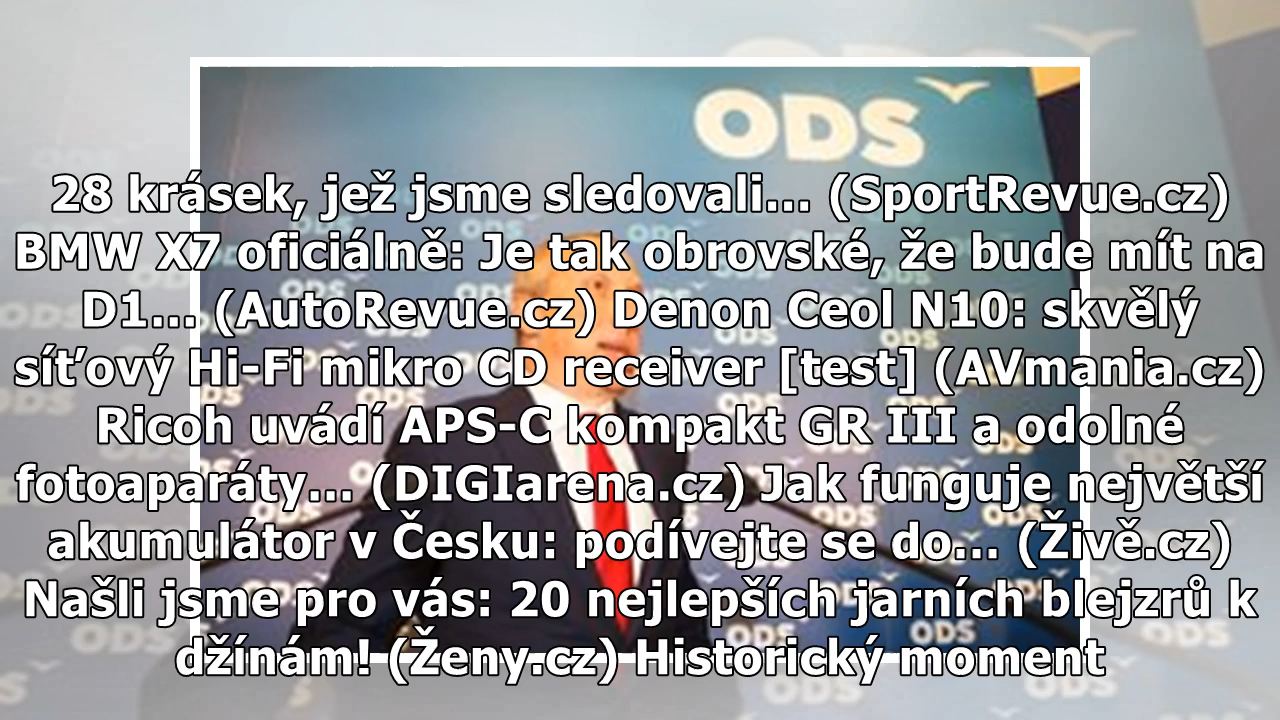 ODS
28 krásek, jež jsme sledovali... (SportRevue.cz)
BMW X7 oficiálně: Je tak obrovské, že bude mít na
D1... (AutoRevue.cz) Denon Ceol N10: skvělý
síťový Hi-Fi mikro CD receiver [test] (AVmania.cz)
Ricoh uvádí APS-C kompakt GR III a odolné
fotoaparáty... (DIGIarena.cz) Jak funguje největší
akumulátor v Česku: podívejte se do... (Živě.cz)
Našli jsme pro vás: 20 nejlepších jarních blejzrů k
džínám! (Ženy.cz) Historický moment